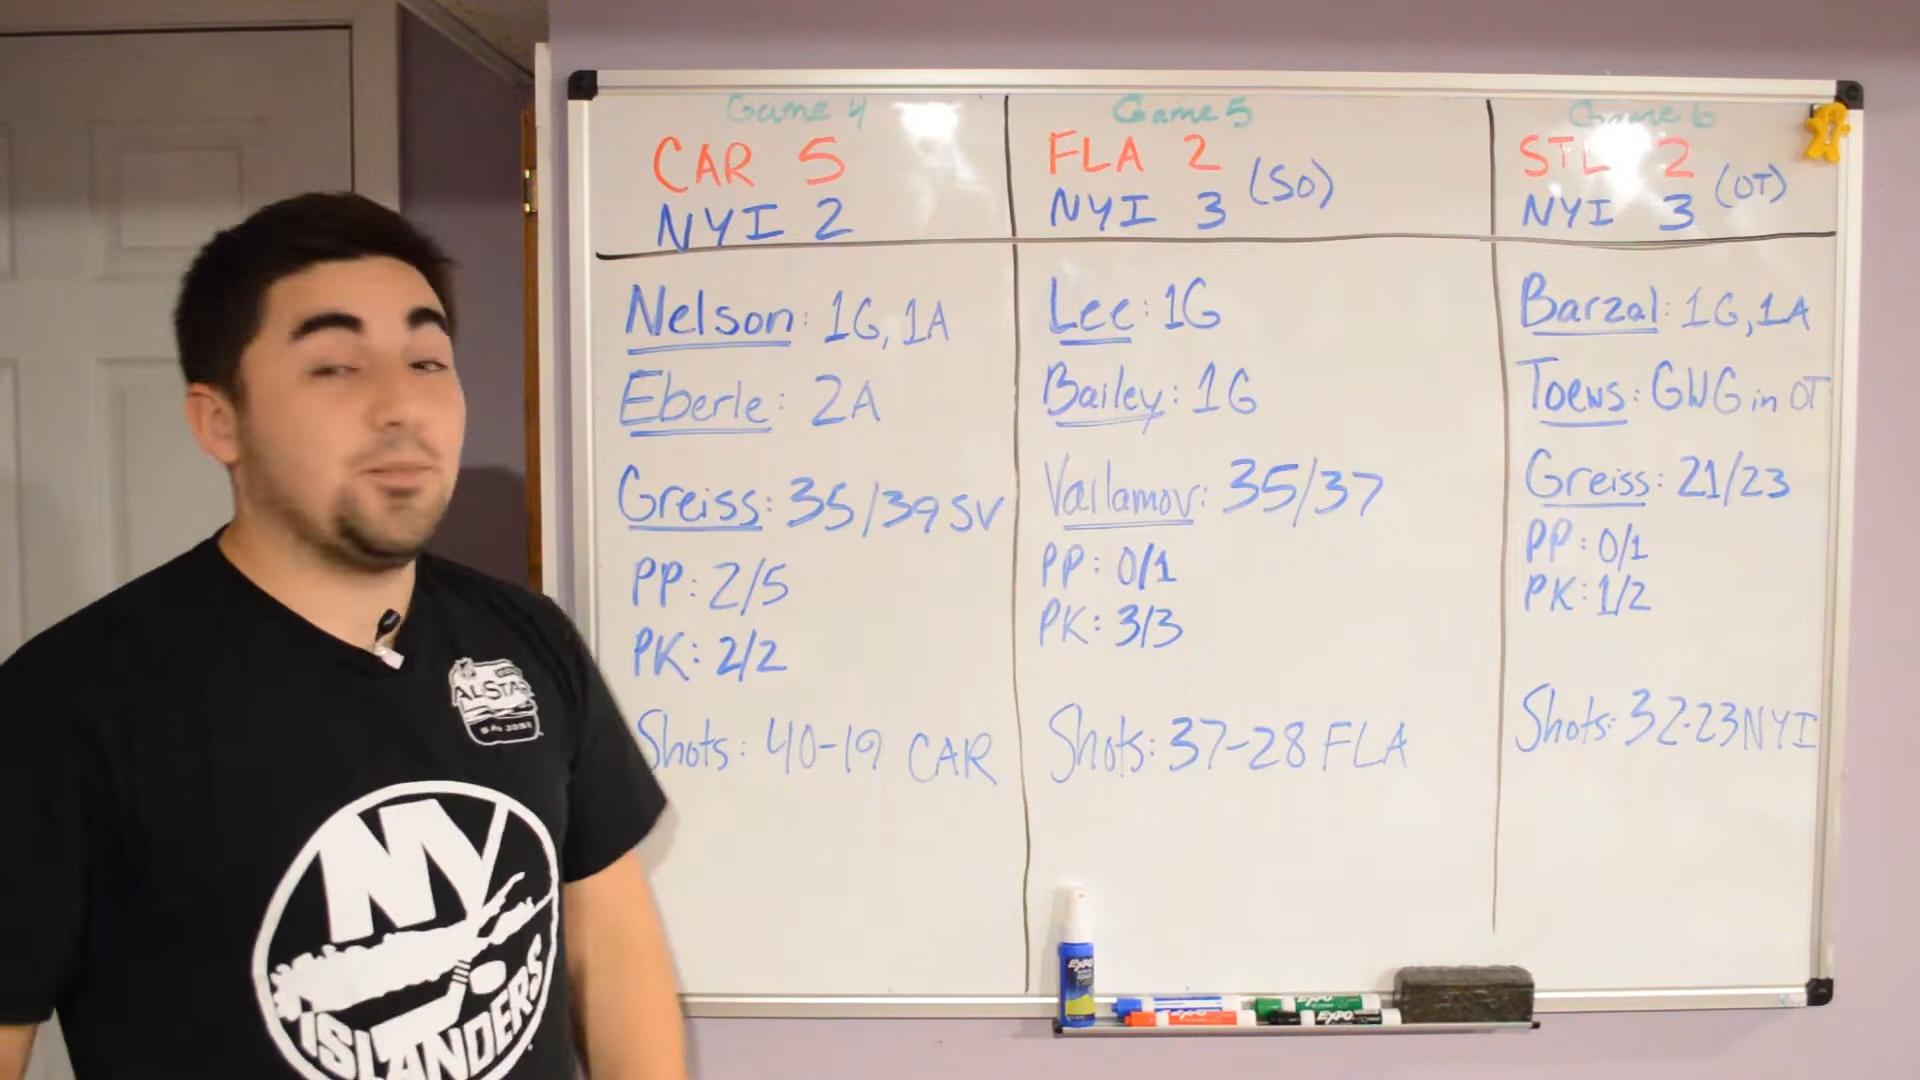 Game 4
CAR 5
NYI 2
Nelson: 1G, 1A
Eberle: 2A
Greiss: 35/39 SV
PP: 2/5
PK: 2/2
Shots: 40-19 CAR
Game 5
FLA 2
NYI 3 (SO)
Lee: 1G
Bailey: 1G
Varlamov: 35/37
PP: 0/1
PK: 3/3
Shots: 37-28 FLA
Game 6
STL 2
NYI 3 (OT)
Barzal: 1G, 1A
Toews: GWG in OT
Greiss: 21/23
PP: 0/1
PK: 1/2
Shots: 32-23 NYI
ALL STAR
SAN JOSE
NY
ISLANDERS
EXPO
EXPO
EXPO